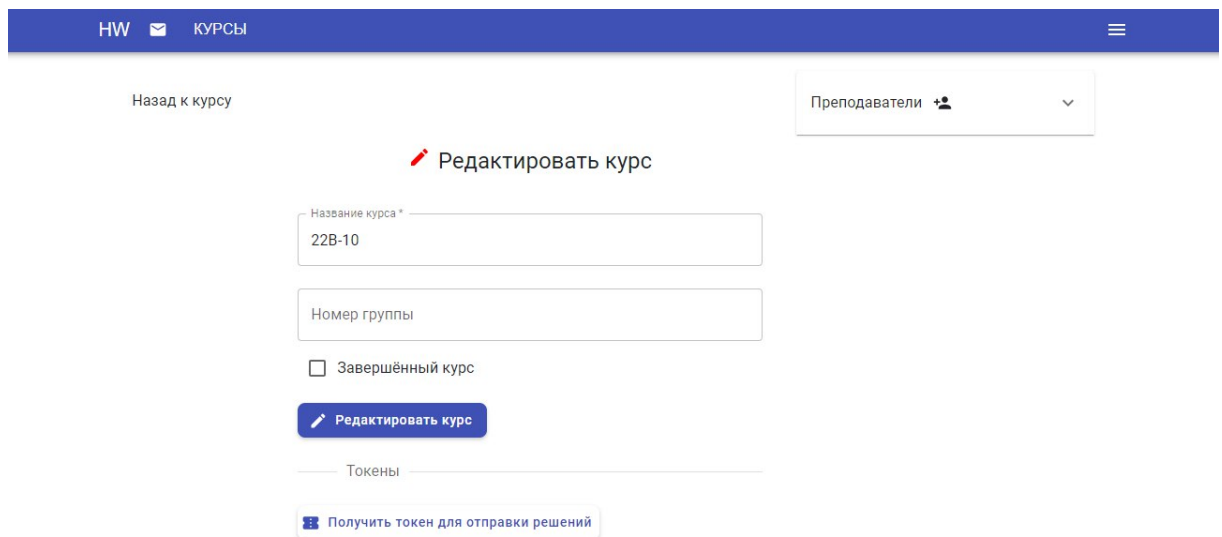 HW КУРСЫ
Назад к курсу
Преподаватели
Редактировать курс
Название курса *
22B-10
Номер группы
Завершённый курс
Редактировать курс
Токены
Получить токен для отправки решений